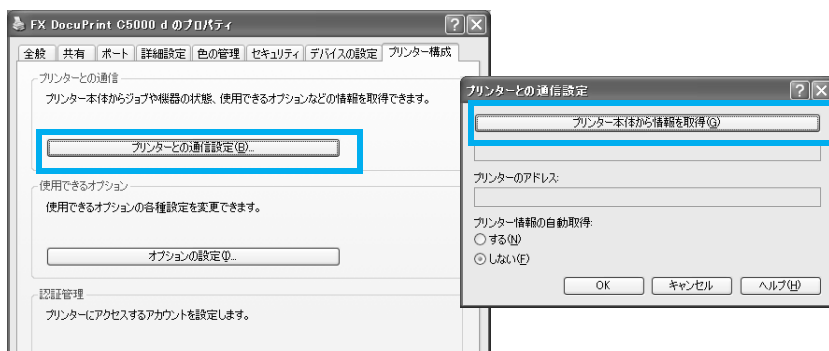 FX DocuPrint C5000 d のプロパティ
全般 共有 ポート 詳細設定 色の管理 セキュリティ デバイスの設定 プリンター構成
プリンターとの通信
プリンター本体からジョブや機器の状態、使用できるオプションなどの情報を取得できます。
プリンターとの通信設定(B)...
使用できるオプション
使用できるオプションの各種設定を変更できます。
オプションの設定(I)...
認証管理
プリンターにアクセスするアカウントを設定します。
プリンターとの通信設定
プリンター本体から情報を取得(G)
プリンターのアドレス:
プリンター情報の自動取得:
する(N)
しない(F)
OK キャンセル ヘルプ(H)